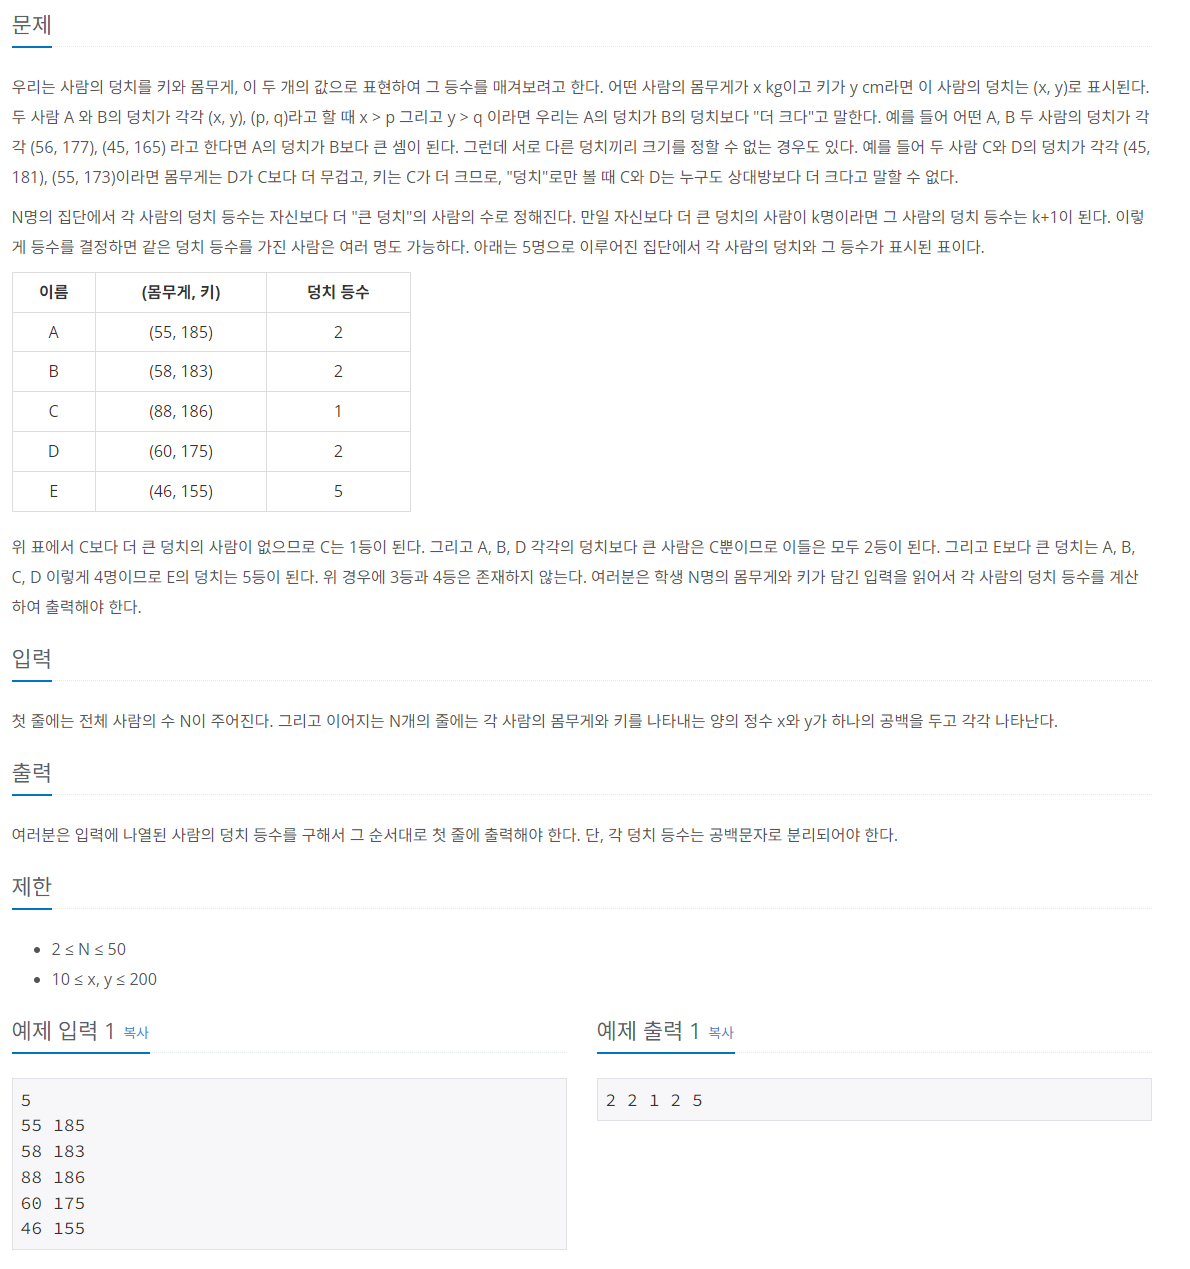 문제
우리는 사람의 덩치를 키와 몸무게, 이 두 개의 값으로 표현하여 그 등수를 매겨보려고 한다. 어떤 사람의 몸무게가 x kg이고 키가 y cm라면 이 사람의 덩치는 (x, y)로 표시된다.
두 사람 A 와 B의 덩치가 각각 (x, y), (p, q)라고 할 때 x > p 그리고 y > q 이라면 우리는 A의 덩치가 B의 덩치보다 "더 크다"고 말한다. 예를 들어 어떤 A, B 두 사람의 덩치가 각
각 (56, 177), (45, 165) 라고 한다면 A의 덩치가 B보다 큰 셈이 된다. 그런데 서로 다른 덩치끼리 크기를 정할 수 없는 경우도 있다. 예를 들어 두 사람 C와 D의 덩치가 각각 (45,
181), (55, 173)이라면 몸무게는 D가 C보다 더 무겁고, 키는 C가 더 크므로, "덩치"로만 볼 때 C와 D는 누구도 상대방보다 더 크다고 말할 수 없다.
N명의 집단에서 각 사람의 덩치 등수는 자신보다 더 "큰 덩치"의 사람의 수로 정해진다. 만일 자신보다 더 큰 덩치의 사람이 k명이라면 그 사람의 덩치 등수는 k+1이 된다. 이렇
게 등수를 결정하면 같은 덩치 등수를 가진 사람은 여러 명도 가능하다. 아래는 5명으로 이루어진 집단에서 각 사람의 덩치와 그 등수가 표시된 표이다.
이름 (몸무게, 키) 덩치 등수
A (55, 185) 2
B (58, 183) 2
C (88, 186) 1
D (60, 175) 2
E (46, 155) 5
위 표에서 C보다 더 큰 덩치의 사람이 없으므로 C는 1등이 된다. 그리고 A, B, D 각각의 덩치보다 큰 사람은 C뿐이므로 이들은 모두 2등이 된다. 그리고 E보다 큰 덩치는 A, B,
C, D 이렇게 4명이므로 E의 덩치는 5등이 된다. 위 경우에 3등과 4등은 존재하지 않는다. 여러분은 학생 N명의 몸무게와 키가 담긴 입력을 읽어서 각 사람의 덩치 등수를 계산
하여 출력해야 한다.
입력
첫 줄에는 전체 사람의 수 N이 주어진다. 그리고 이어지는 N개의 줄에는 각 사람의 몸무게와 키를 나타내는 양의 정수 x와 y가 하나의 공백을 두고 각각 나타난다.
출력
여러분은 입력에 나열된 사람의 덩치 등수를 구해서 그 순서대로 첫 줄에 출력해야 한다. 단, 각 덩치 등수는 공백문자로 분리되어야 한다.
제한
• 2 ≤ N ≤ 50
• 10 ≤ x, y ≤ 200
예제 입력 1 복사
5
55 185
58 183
88 186
60 175
46 155
예제 출력 1 복사
2 2 1 2 5